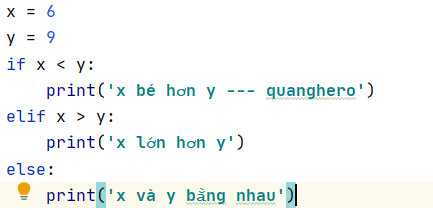 x = 6
y = 9
if x < y:
    print('x bé hơn y --- quanghero')
elif x > y:
    print('x lớn hơn y')
else:
    print('x và y bằng nhau')